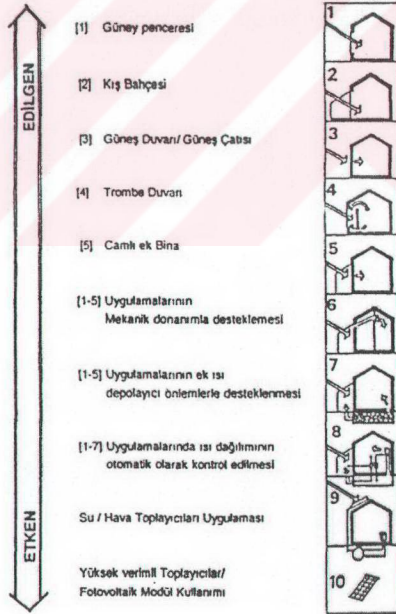 EDİLGEN
ETKEN
[1] Güney penceresi
[2] Kış Bahçesi
[3] Güneş Duvarı/ Güneş Çatısı
[4] Trombe Duvarı
[5] Camlı ek Bina
[1-5] Uygulamalarının
Mekanik donanımla desteklemesi
[1-5] Uygulamalarının ek ısı
depolayıcı önlemlerle desteklenmesi
[1-7] Uygulamalarında ısı dağılımının
otomatik olarak kontrol edilmesi
Su / Hava Toplayıcıları Uygulaması
Yüksek verimli Toplayıcılar/
Fotovoltaik Modül Kullanımı
1
2
3
4
5
6
7
8
9
10